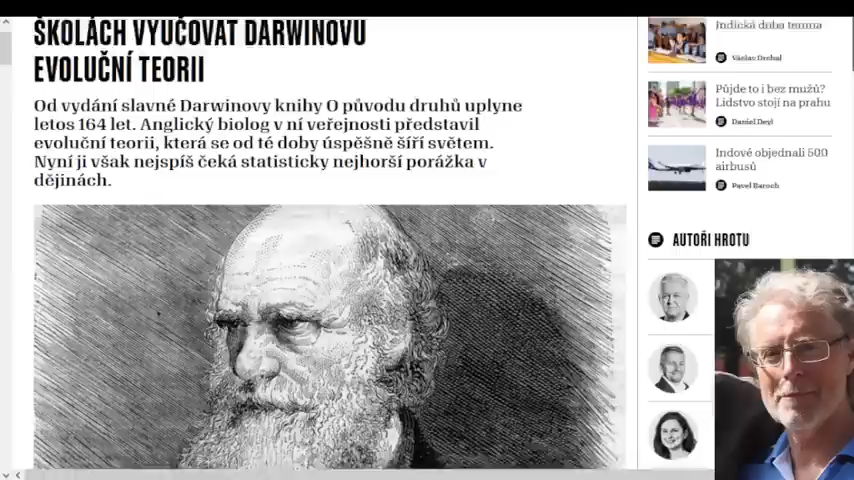 ŠKOLÁCH VYUČOVAT DARWINOVU
EVOLUČNÍ TEORII
Od vydání slavné Darwinovy knihy O původu druhů uplyne
letos 164 let. Anglický biolog v ní veřejnosti představil
evoluční teorii, která se od té doby úspěšně šíří světem.
Nyní ji však nejspíš čeká statisticky nejhorší porážka v
dějinách.
Indická doba temna
Václav Drchal
Půjde to i bez mužů?
Lidstvo stojí na prahu
Daniel Deyl
Indové objednali 500
airbusů
Pavel Baroch
AUTOŘI HROTU